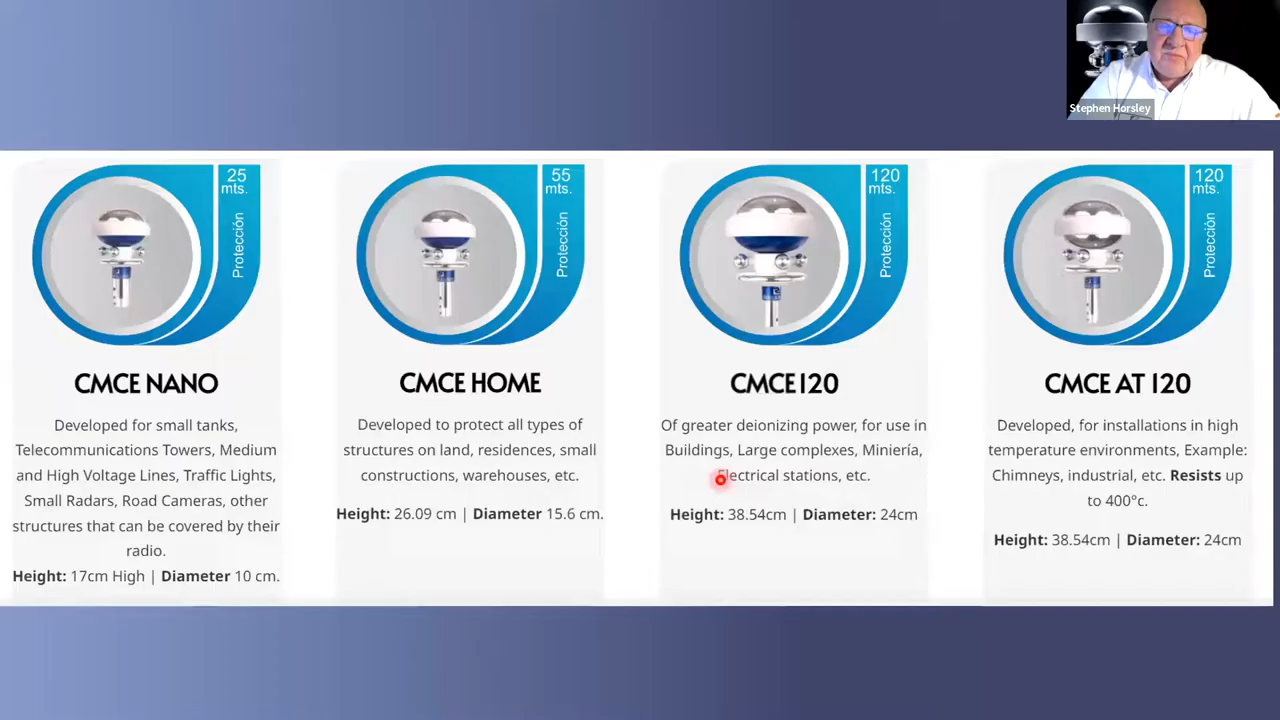 Stephen Horsley
25
mts.
Protección
CMCE NANO
Developed for small tanks,
Telecommunications Towers, Medium
and High Voltage Lines, Traffic Lights,
Small Radars, Road Cameras, other
structures that can be covered by their
radio.
Height: 17cm High | Diameter 10 cm.
55
mts.
Protección
CMCE HOME
Developed to protect all types of
structures on land, residences, small
constructions, warehouses, etc.
Height: 26.09 cm | Diameter 15.6 cm.
120
mts.
Protección
CMCE120
Of greater deionizing power, for use in
Buildings, Large complexes, Miniería,
Electrical stations, etc.
Height: 38.54cm | Diameter: 24cm
120
mts.
Protección
CMCE AT 120
Developed, for installations in high
temperature environments, Example:
Chimneys, industrial, etc. Resists up
to 400°c.
Height: 38.54cm | Diameter: 24cm